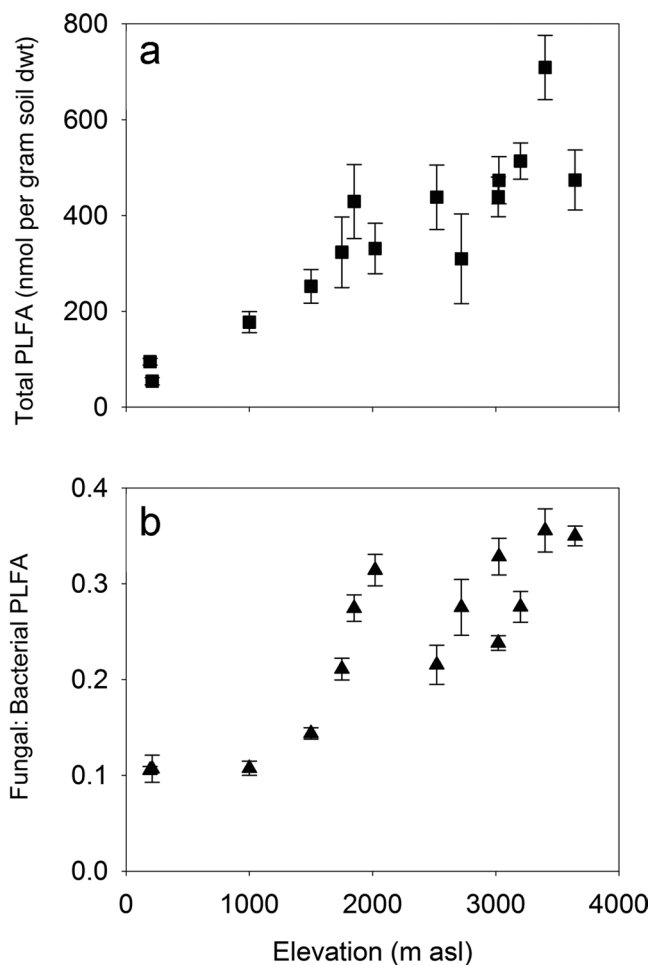 800
a
600
400
200
0
Total PLFA (nmol per gram soil dwt)
0.4
b
0.3
0.2
0.1
0.0
Fungal: Bacterial PLFA
0 1000 2000 3000 4000
Elevation (m asl)